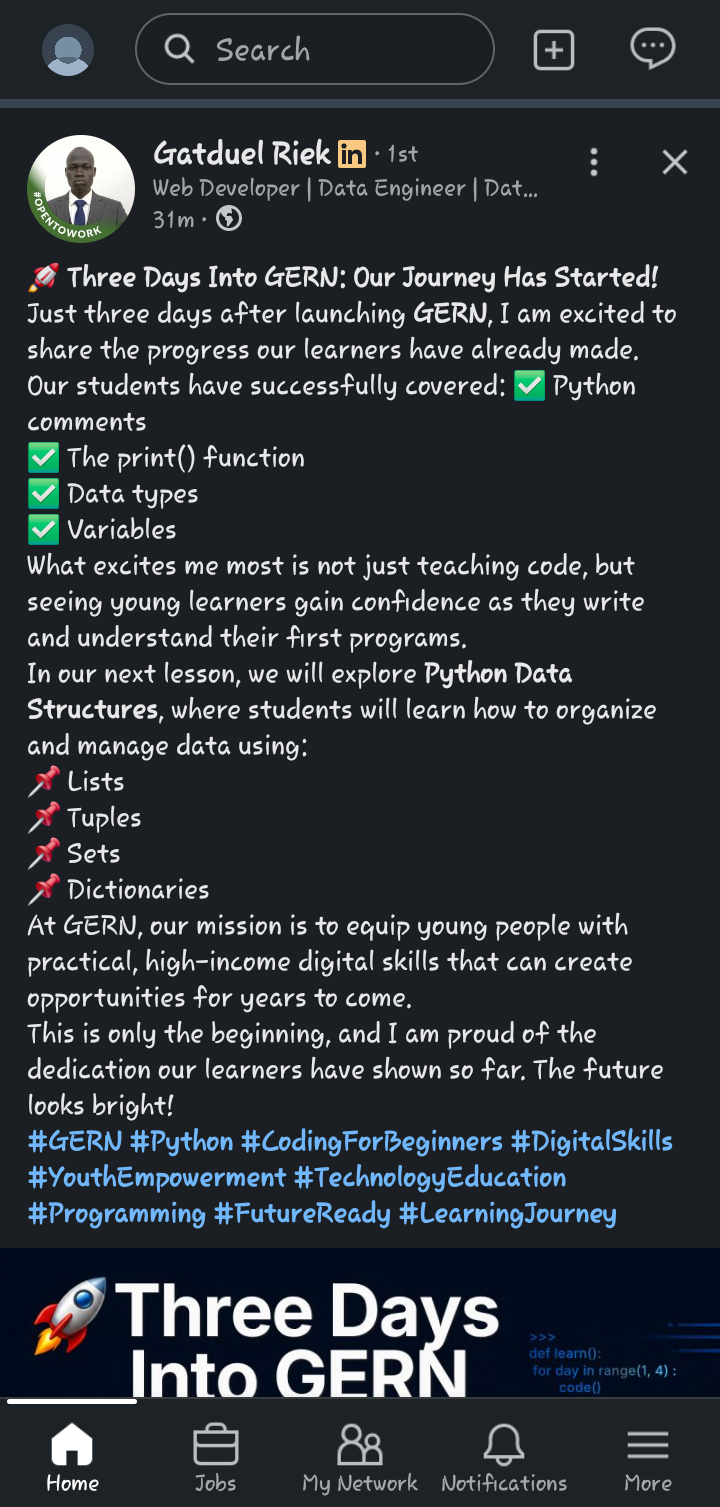 Search
Gatduel Riek in · 1st
Web Developer | Data Engineer | Dat...
31m ·
#OPENTOWORK
🚀 Three Days Into GERN: Our Journey Has Started!
Just three days after launching GERN, I am excited to
share the progress our learners have already made.
Our students have successfully covered: ✅ Python
comments
✅ The print() function
✅ Data types
✅ Variables
What excites me most is not just teaching code, but
seeing young learners gain confidence as they write
and understand their first programs.
In our next lesson, we will explore Python Data
Structures, where students will learn how to organize
and manage data using:
📌 Lists
📌 Tuples
📌 Sets
📌 Dictionaries
At GERN, our mission is to equip young people with
practical, high-income digital skills that can create
opportunities for years to come.
This is only the beginning, and I am proud of the
dedication our learners have shown so far. The future
looks bright!
#GERN #Python #CodingForBeginners #DigitalSkills
#YouthEmpowerment #TechnologyEducation
#Programming #FutureReady #LearningJourney
🚀 Three Days
Into GERN
>>>
def learn():
for day in range(1, 4) :
code()
Home
Jobs
My Network
Notifications
More